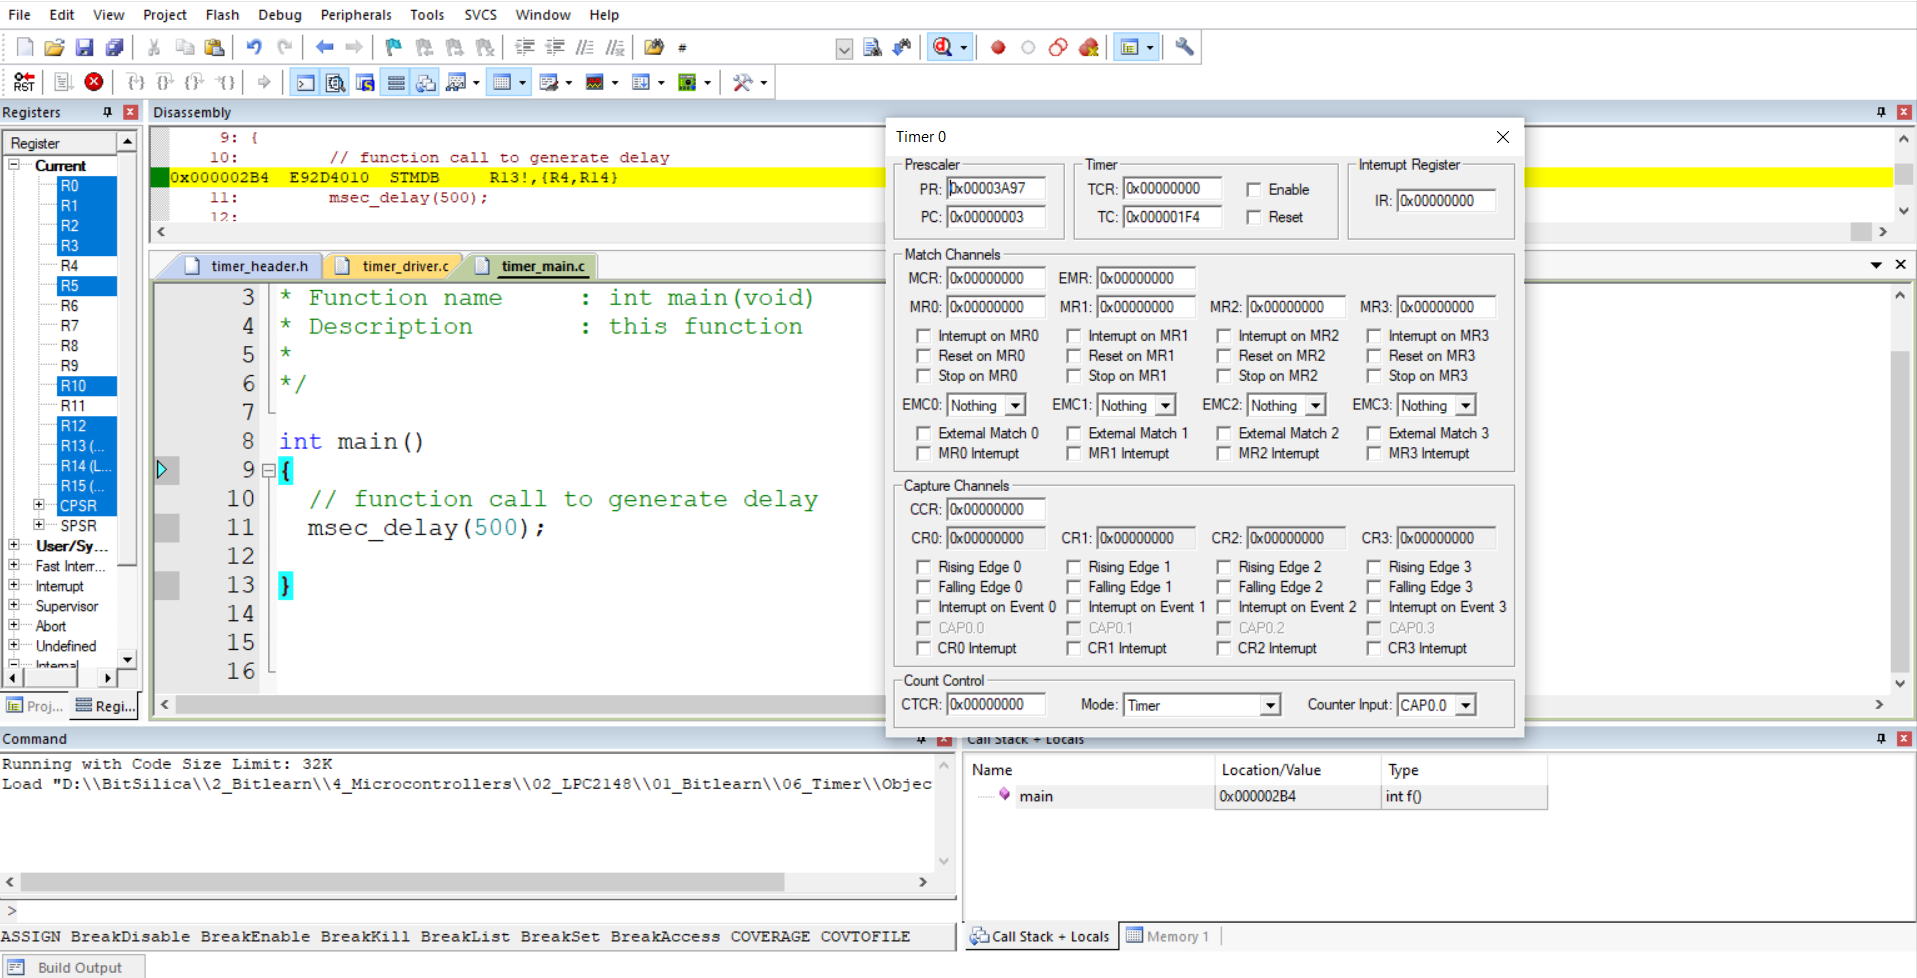 File Edit View Project Flash Debug Peripherals Tools SVCS Window Help
#
RST
Registers
Register
Current
R0
R1
R2
R3
R4
R5
R6
R7
R8
R9
R10
R11
R12
R13 (...
R14 (L...
R15 (...
CPSR
SPSR
User/Sy...
Fast Interr...
Interrupt
Supervisor
Abort
Undefined
Internal
Proj... Regi...
Disassembly
9: {
10: // function call to generate delay
0x000002B4 E92D4010 STMDB R13!,{R4,R14}
11: msec_delay(500);
12:
timer_header.h timer_driver.c timer_main.c
3 * Function name : int main(void)
4 * Description : this function
5 *
6 */
7
8 int main()
9 {
10 // function call to generate delay
11 msec_delay(500);
12
13 }
14
15
16
Timer 0
Prescaler
PR: 0x00003A97
PC: 0x00000003
Timer
TCR: 0x00000000 Enable
TC: 0x000001F4 Reset
Interrupt Register
IR: 0x00000000
Match Channels
MCR: 0x00000000 EMR: 0x00000000
MR0: 0x00000000 MR1: 0x00000000 MR2: 0x00000000 MR3: 0x00000000
Interrupt on MR0 Interrupt on MR1 Interrupt on MR2 Interrupt on MR3
Reset on MR0 Reset on MR1 Reset on MR2 Reset on MR3
Stop on MR0 Stop on MR1 Stop on MR2 Stop on MR3
EMC0: Nothing EMC1: Nothing EMC2: Nothing EMC3: Nothing
External Match 0 External Match 1 External Match 2 External Match 3
MR0 Interrupt MR1 Interrupt MR2 Interrupt MR3 Interrupt
Capture Channels
CCR: 0x00000000
CR0: 0x00000000 CR1: 0x00000000 CR2: 0x00000000 CR3: 0x00000000
Rising Edge 0 Rising Edge 1 Rising Edge 2 Rising Edge 3
Falling Edge 0 Falling Edge 1 Falling Edge 2 Falling Edge 3
Interrupt on Event 0 Interrupt on Event 1 Interrupt on Event 2 Interrupt on Event 3
CAP0.0 CAP0.1 CAP0.2 CAP0.3
CR0 Interrupt CR1 Interrupt CR2 Interrupt CR3 Interrupt
Count Control
CTCR: 0x00000000 Mode: Timer Counter Input: CAP0.0
Command
Running with Code Size Limit: 32K
Load "D:\\BitSilica\\2_Bitlearn\\4_Microcontrollers\\02_LPC2148\\01_Bitlearn\\06_Timer\\Objec
>
ASSIGN BreakDisable BreakEnable BreakKill BreakList BreakSet BreakAccess COVERAGE COVTOFILE
Build Output
Call Stack + Locals
Name Location/Value Type
main 0x000002B4 int f()
Call Stack + Locals Memory 1